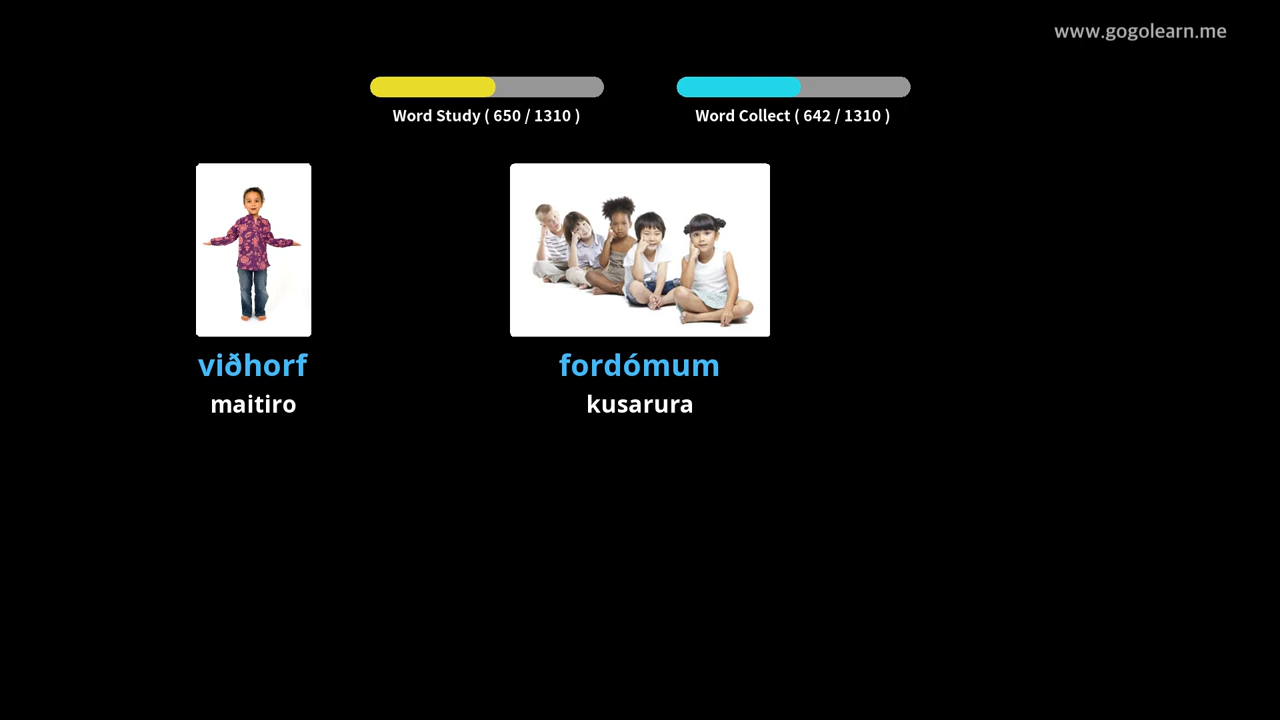 www.gogolearn.me
Word Study ( 650 / 1310 )
Word Collect ( 642 / 1310 )
viðhorf
maitiro
fordómum
kusarura